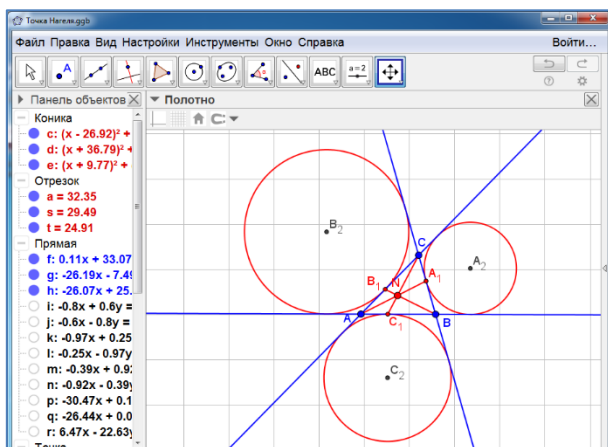 Точка Нагеля.ggb
Файл Правка Вид Настройки Инструменты Окно Справка
Войти...
ABC a=2
Панель объектов
Полотно
Коника
c: (x - 26.92)² +
d: (x + 36.79)² +
e: (x + 9.77)² +
Отрезок
a = 32.35
s = 29.49
t = 24.91
Прямая
f: 0.11x + 33.07
g: -26.19x - 7.49
h: -26.07x + 25.
i: -0.8x + 0.6y =
j: -0.6x - 0.8y =
k: -0.97x + 0.25
l: -0.25x - 0.97y
m: -0.39x + 0.92
n: -0.92x - 0.39y
p: -30.47x + 0.1
q: -26.44x + 0.0
r: 6.47x - 22.63y
Точка
B₂
C
A₂
A₁
B₁
N
A
C₁
B
C₂